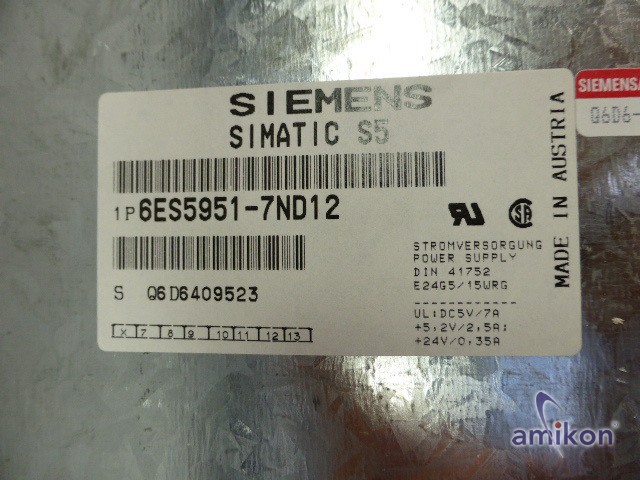 SIEMENS
SIMATIC S5
1P 6ES5951-7ND12
S Q6D6409523
X 7 8 9 10 11 12 13
STROMVERSORGUNG
POWER SUPPLY
DIN 41752
E24G5/15WRG
------------
UL:DC5V/7A
+5,2V/2,5A;
+24V/0,35A
MADE IN AUSTRIA
SIEMENS
Q6D6-
amikon